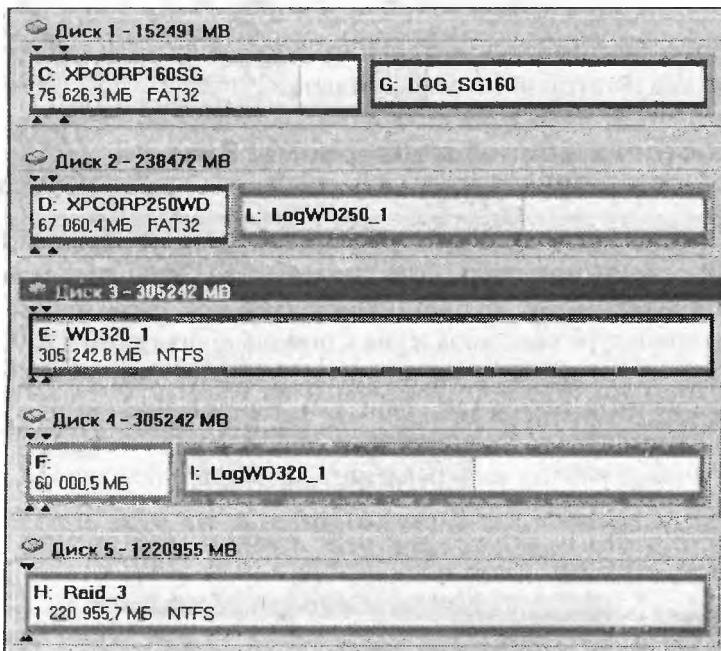 Диск 1 - 152491 MB
C: XPCORP160SG
75 626,3 МБ FAT32
G: LOG_SG160
Диск 2 - 238472 MB
D: XPCORP250WD
67 060,4 МБ FAT32
L: LogWD250_1
Диск 3 - 305242 MB
E: WD320_1
305 242,8 МБ NTFS
Диск 4 - 305242 MB
F:
60 000,5 МБ
I: LogWD320_1
Диск 5 - 1220955 MB
H: Raid_3
1 220 955,7 МБ NTFS